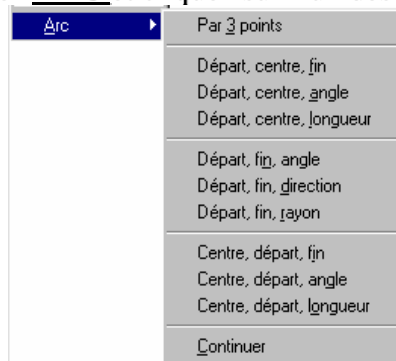 Arc
Par 3 points
Départ, centre, fin
Départ, centre, angle
Départ, centre, longueur
Départ, fin, angle
Départ, fin, direction
Départ, fin, rayon
Centre, départ, fin
Centre, départ, angle
Centre, départ, longueur
Continuer